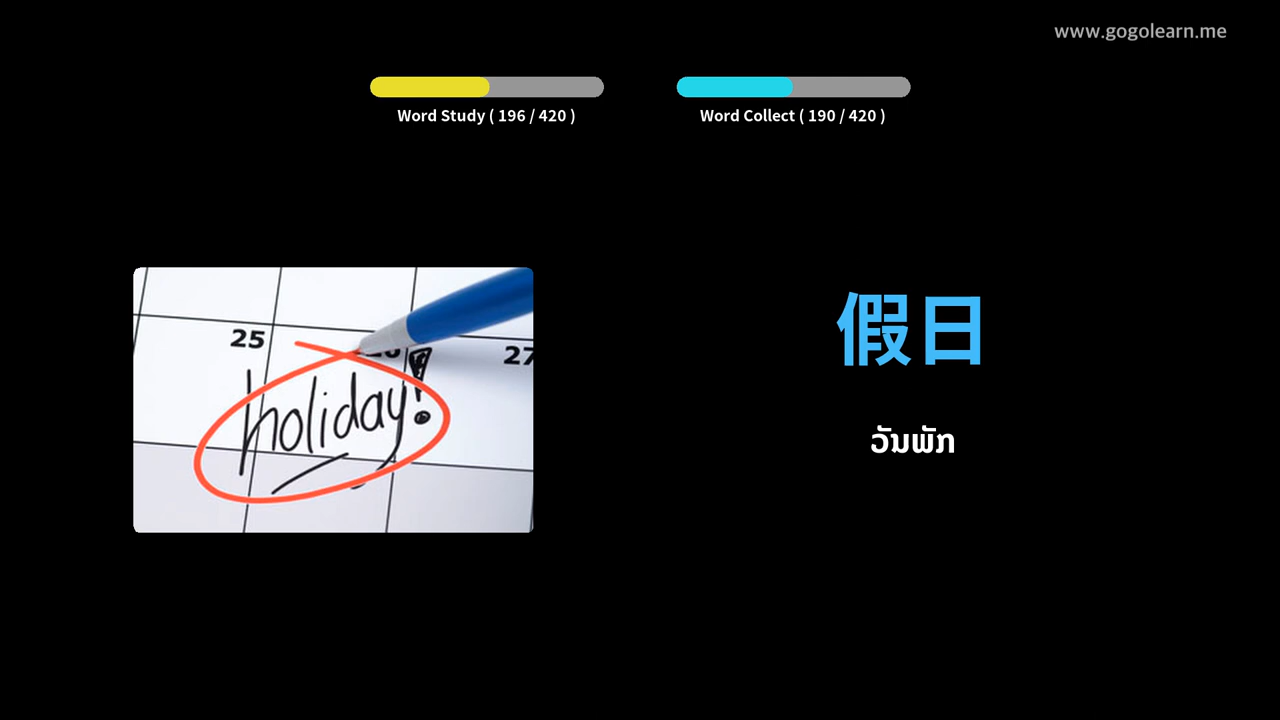 www.gogolearn.me
Word Study ( 196 / 420 )
Word Collect ( 190 / 420 )
25
27
holiday!
假日
ວັນພັກ